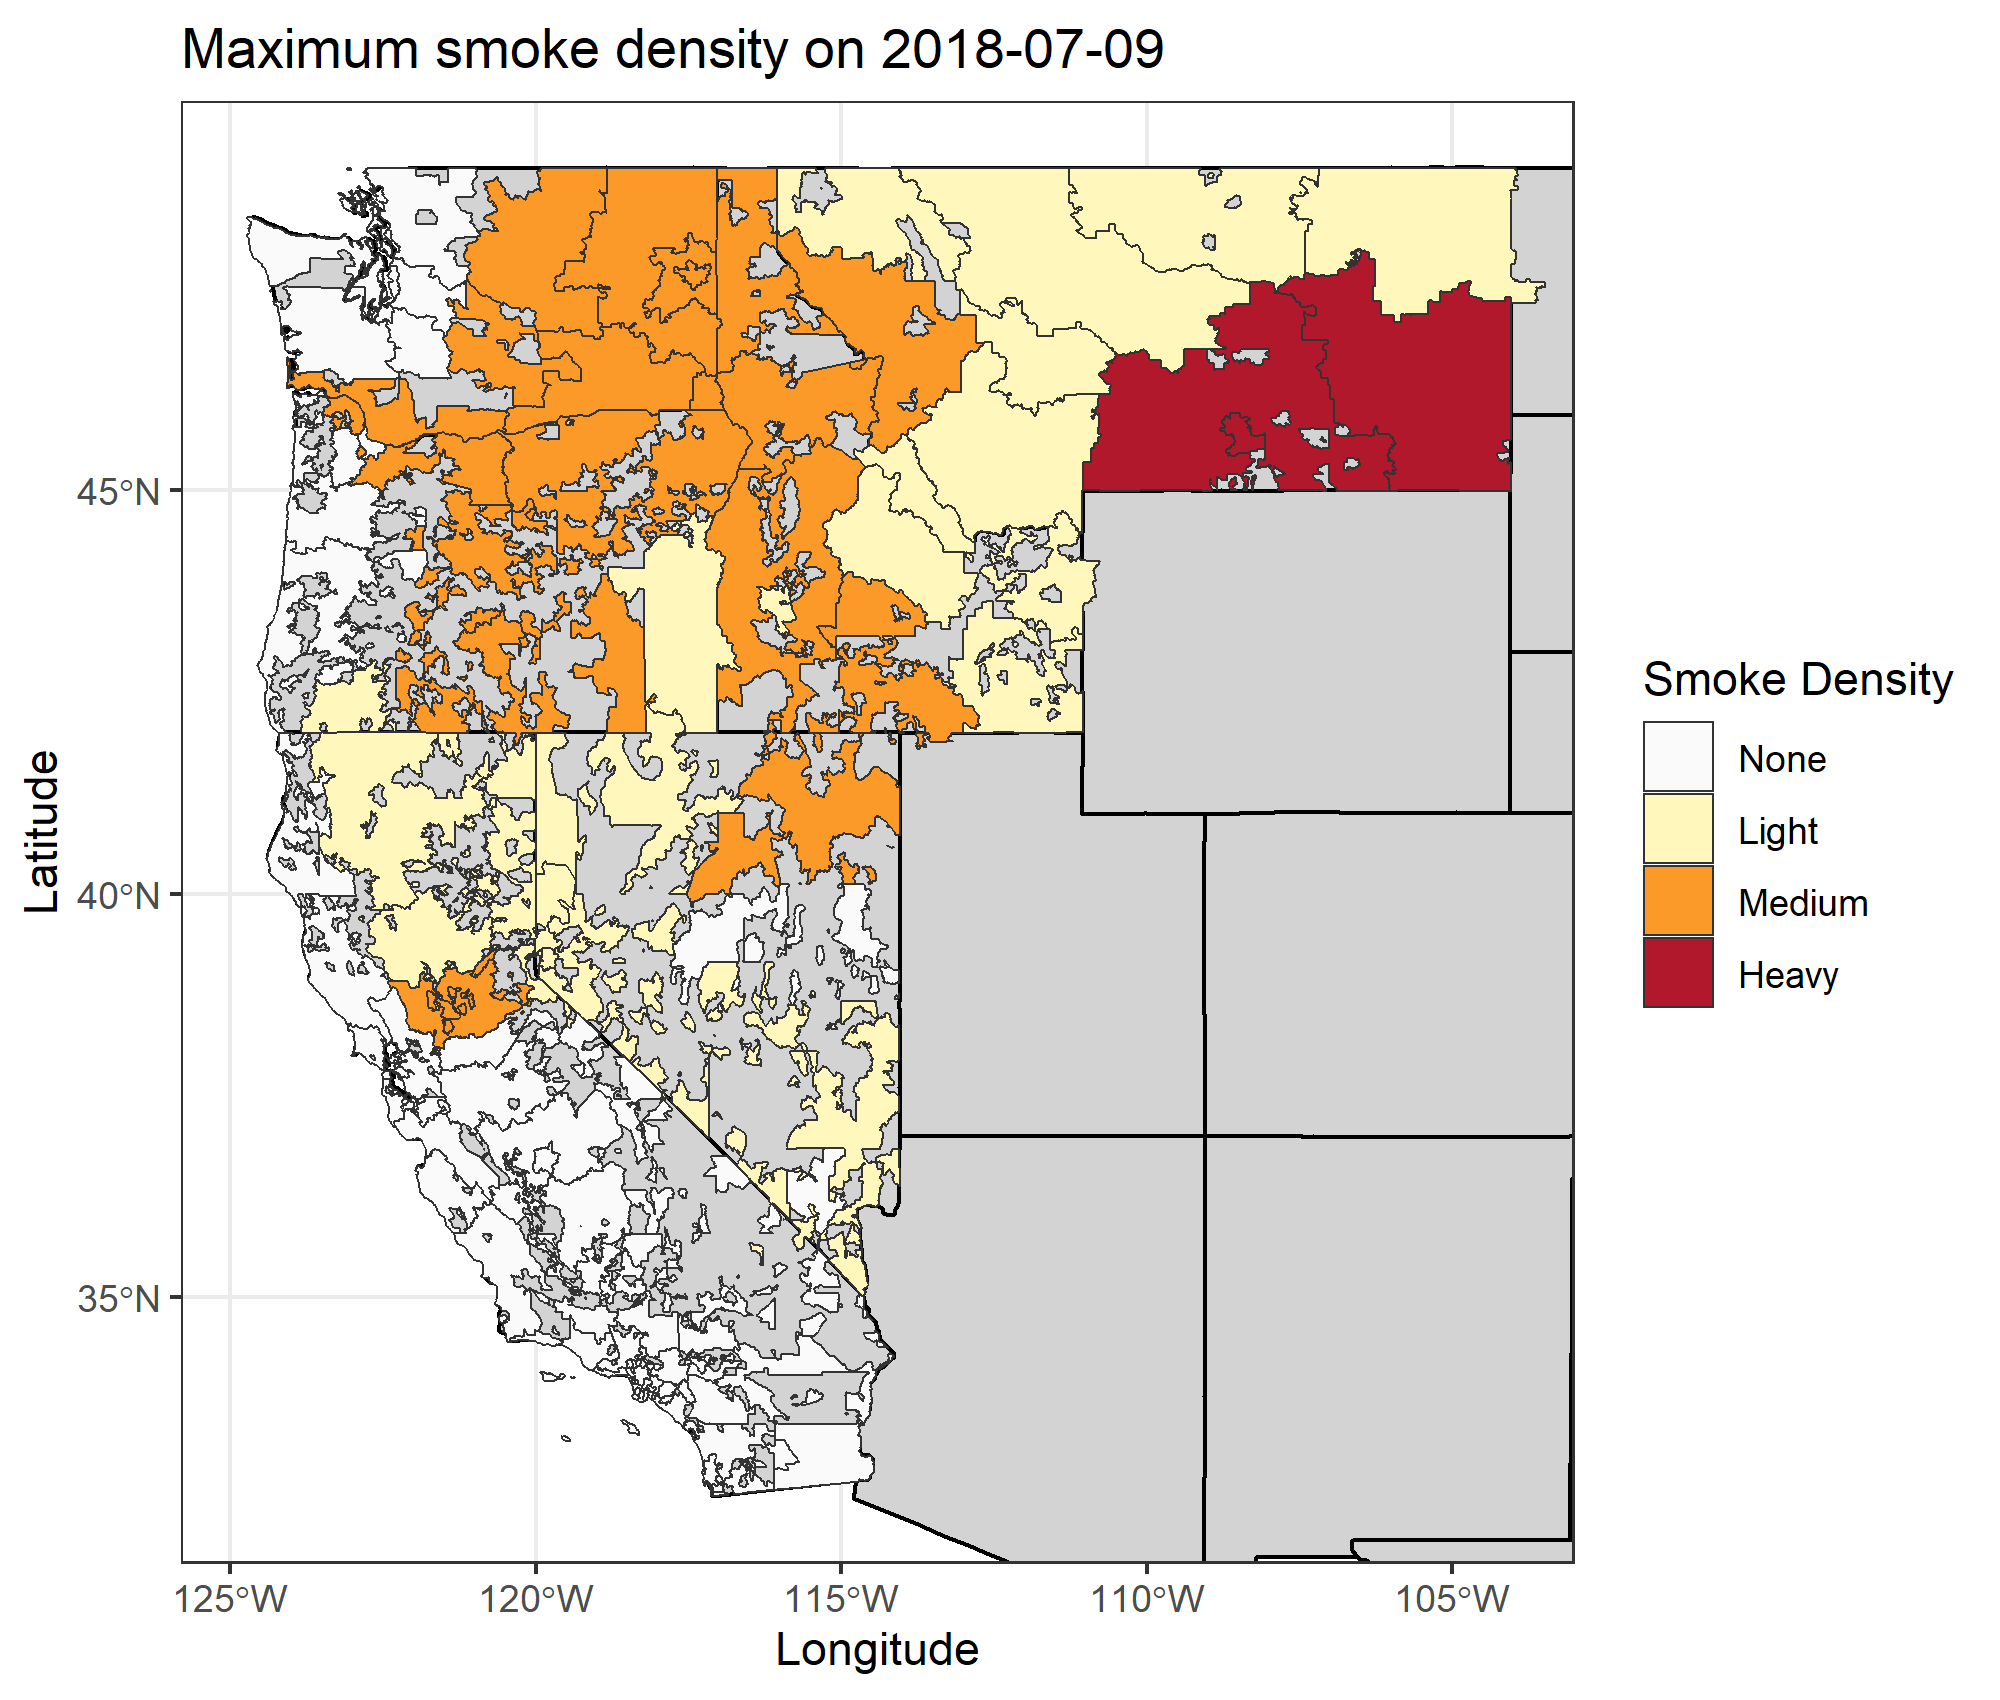 Maximum smoke density on 2018-07-09
45°N
40°N
35°N
Latitude
125°W 120°W 115°W 110°W 105°W
Longitude
Smoke Density
None
Light
Medium
Heavy